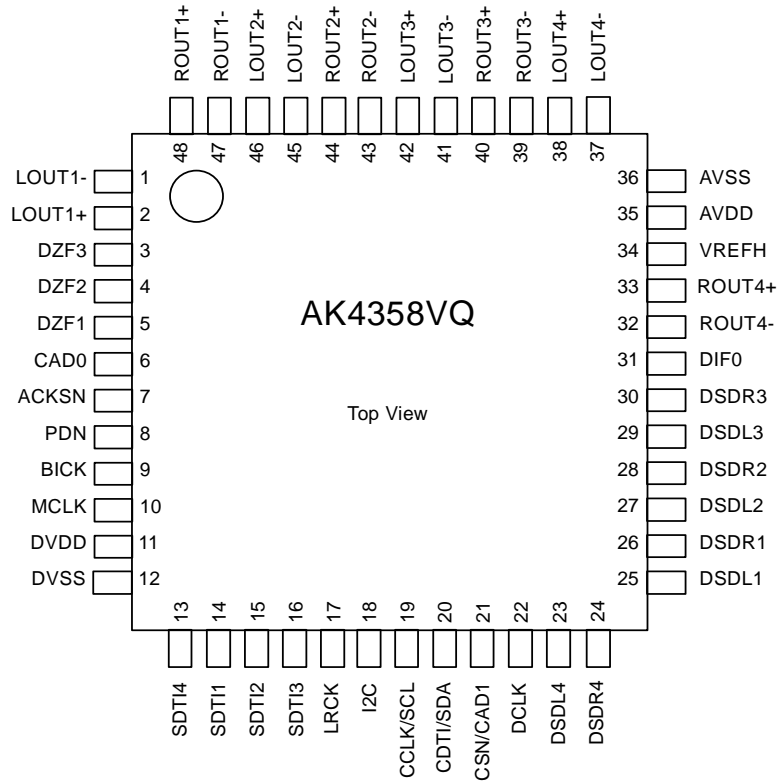 ROUT1+
ROUT1-
LOUT2+
LOUT2-
ROUT2+
ROUT2-
LOUT3+
LOUT3-
ROUT3+
ROUT3-
LOUT4+
LOUT4-
48
47
46
45
44
43
42
41
40
39
38
37
LOUT1- 1
LOUT1+ 2
DZF3 3
DZF2 4
DZF1 5
CAD0 6
ACKSN 7
PDN 8
BICK 9
MCLK 10
DVDD 11
DVSS 12
AK4358VQ
Top View
36 AVSS
35 AVDD
34 VREFH
33 ROUT4+
32 ROUT4-
31 DIF0
30 DSDR3
29 DSDL3
28 DSDR2
27 DSDL2
26 DSDR1
25 DSDL1
13
14
15
16
17
18
19
20
21
22
23
24
SDTI4
SDTI1
SDTI2
SDTI3
LRCK
I2C
CCLK/SCL
CDTI/SDA
CSN/CAD1
DCLK
DSDL4
DSDR4